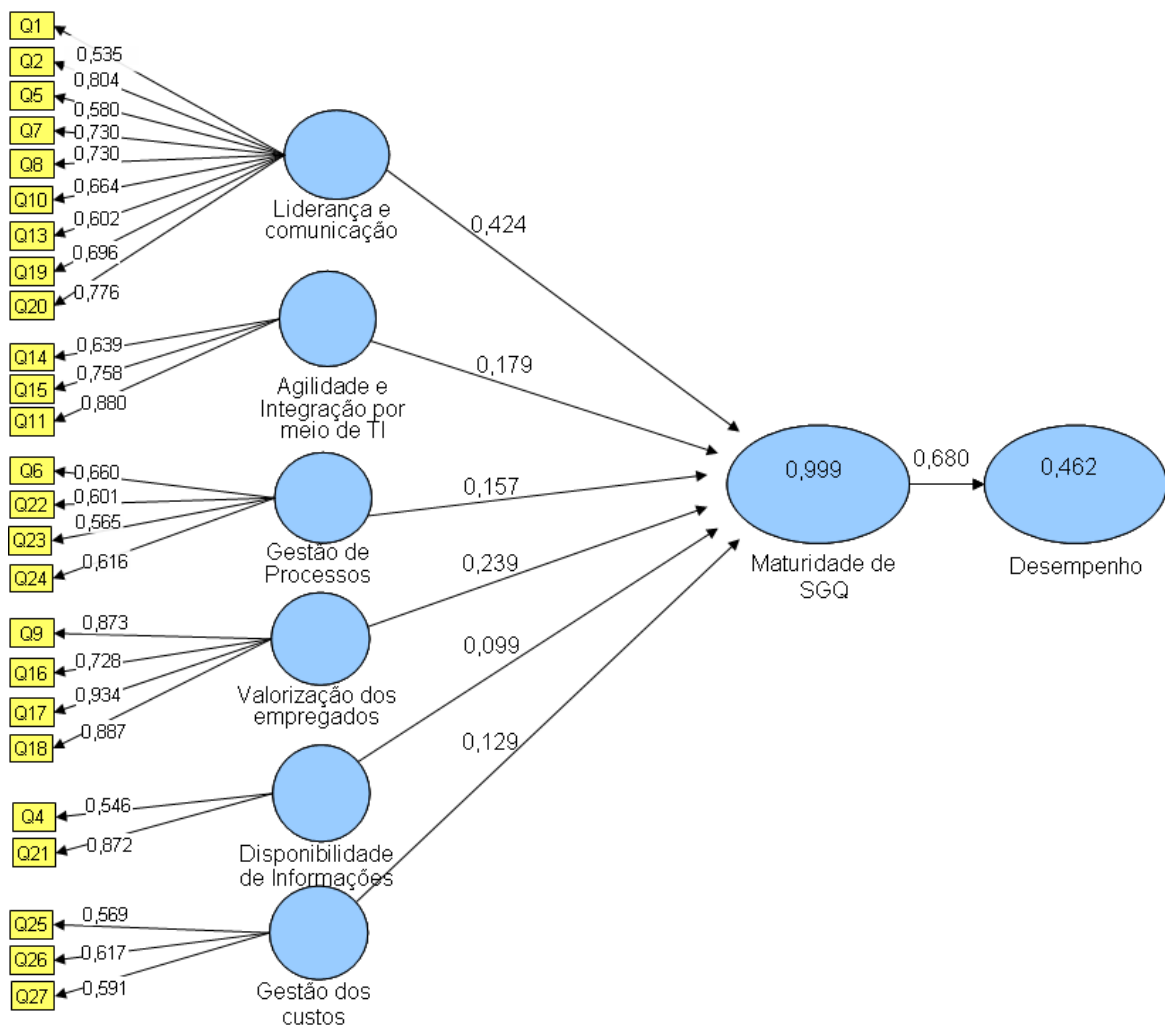 Q1
0,535
Q2
0,804
Q5
0,580
Q7
0,730
Q8
0,730
Q10
0,664
Q13
0,602
Q19
0,696
Q20
0,776
Liderança e
comunicação
0,424
Q14
0,639
Q15
0,758
Q11
0,880
Agilidade e
Integração por
meio de TI
0,179
Q6
0,660
Q22
0,601
Q23
0,565
Q24
0,616
Gestão de
Processos
0,157
Q9
0,873
Q16
0,728
Q17
0,934
Q18
0,887
Valorização dos
empregados
0,239
Q4
0,546
Q21
0,872
Disponibilidade
de Informações
0,099
Q25
0,569
Q26
0,617
Q27
0,591
Gestão dos
custos
0,129
0,999
Maturidade de
SGQ
0,680
0,462
Desempenho